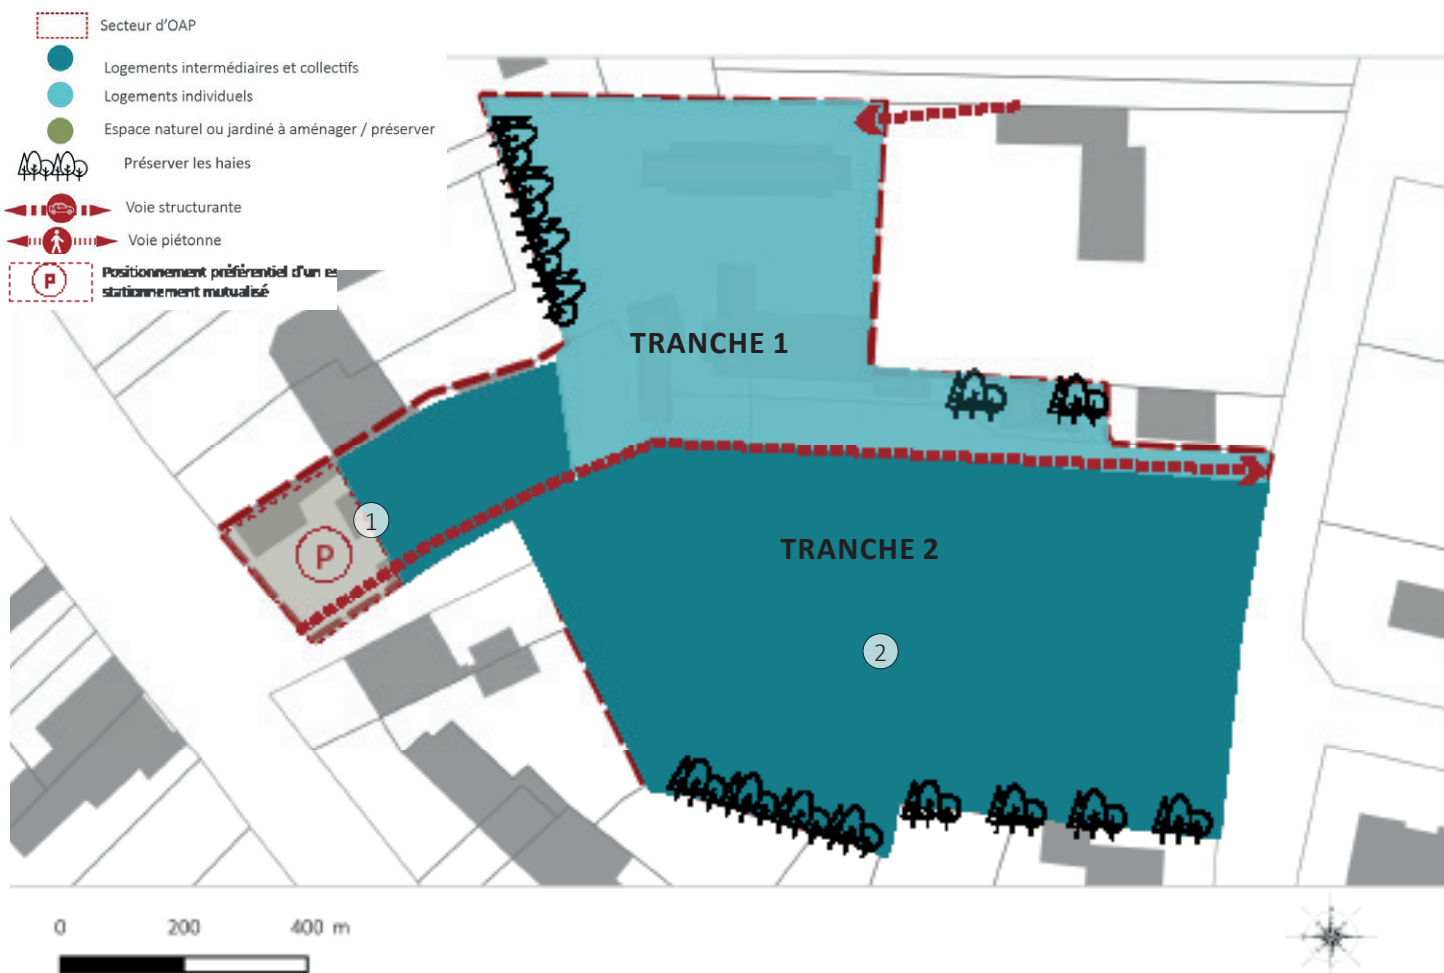 Secteur d'OAP
Logements intermédiaires et collectifs
Logements individuels
Espace naturel ou jardiné à aménager / préserver
Préserver les haies
Voie structurante
Voie piétonne
P
Positionnement préférentiel d'un es
stationnement mutualisé
TRANCHE 1
1
P
TRANCHE 2
2
0 200 400 m